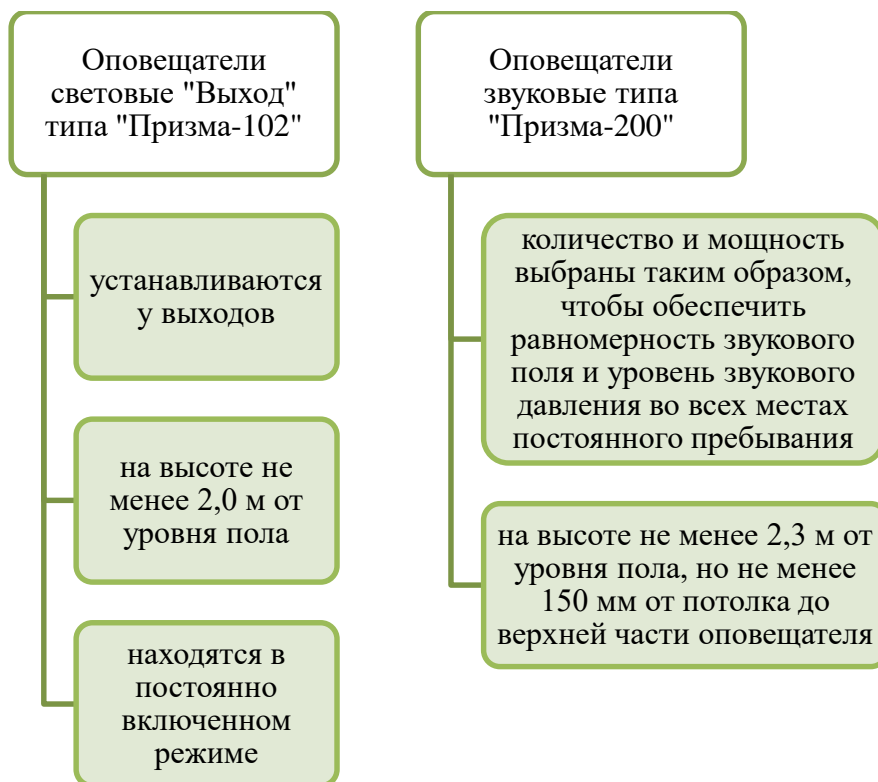 Оповещатели
световые "Выход"
типа "Призма-102"
устанавливаются
у выходов
на высоте не
менее 2,0 м от
уровня пола
находятся в
постоянно
включенном
режиме
Оповещатели
звуковые типа
"Призма-200"
количество и мощность
выбраны таким образом,
чтобы обеспечить
равномерность звукового
поля и уровень звукового
давления во всех местах
постоянного пребывания
на высоте не менее 2,3 м от
уровня пола, но не менее
150 мм от потолка до
верхней части оповещателя